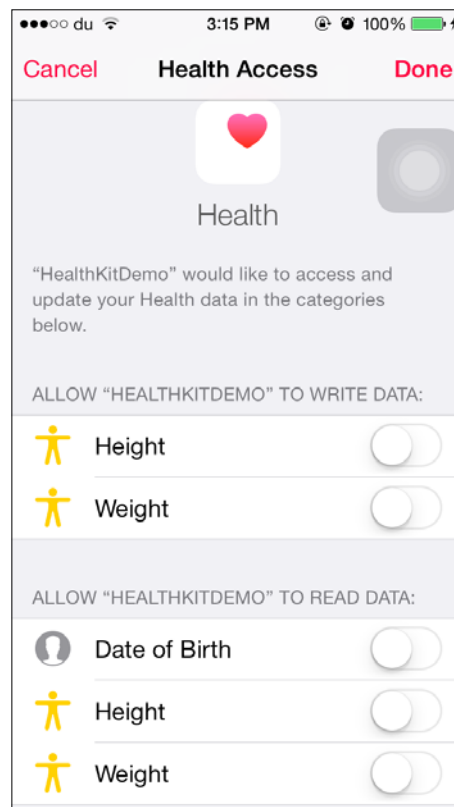 du 3:15 PM 100%
Cancel Health Access Done
Health
“HealthKitDemo” would like to access and
update your Health data in the categories
below.
ALLOW “HEALTHKITDEMO” TO WRITE DATA:
Height
Weight
ALLOW “HEALTHKITDEMO” TO READ DATA:
Date of Birth
Height
Weight